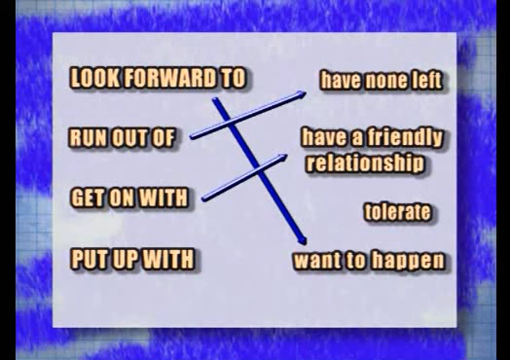 LOOK FORWARD TO
have none left
RUN OUT OF
have a friendly
relationship
GET ON WITH
tolerate
PUT UP WITH
want to happen